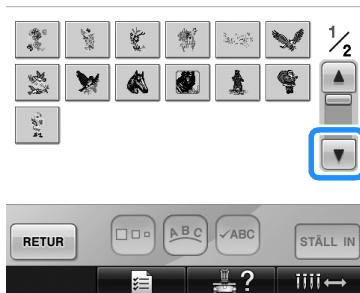 1/2
RETUR
ABC
✓ABC
STÄLL IN
?